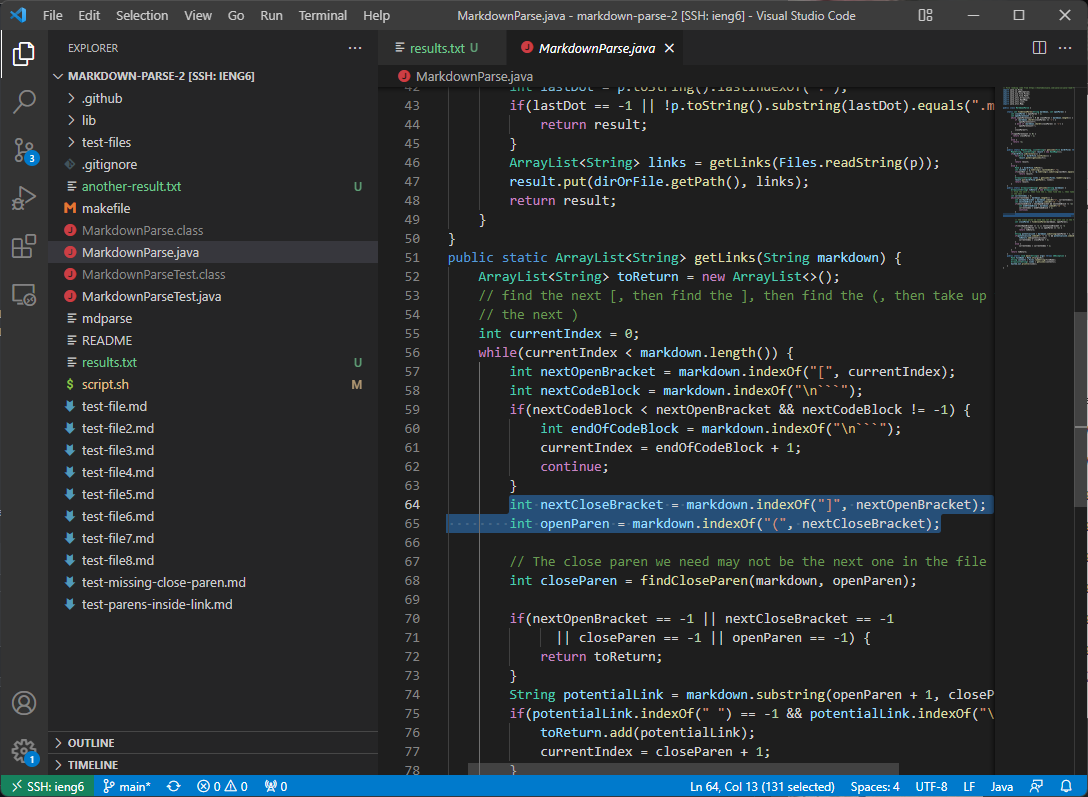 File Edit Selection View Go Run Terminal Help MarkdownParse.java - markdown-parse-2 [SSH: ieng6] - Visual Studio Code
EXPLORER
MARKDOWN-PARSE-2 [SSH: IENG6]
.github
lib
test-files
.gitignore
another-result.txt U
makefile
MarkdownParse.class
MarkdownParse.java
MarkdownParseTest.class
MarkdownParseTest.java
mdparse
README
results.txt U
script.sh M
test-file.md
test-file2.md
test-file3.md
test-file4.md
test-file5.md
test-file6.md
test-file7.md
test-file8.md
test-missing-close-paren.md
test-parens-inside-link.md
OUTLINE
TIMELINE
3
1
results.txt U MarkdownParse.java
MarkdownParse.java
42 int lastDot = p.toString().lastIndexOf(".");
43 if(lastDot == -1 || !p.toString().substring(lastDot).equals(".m
44 return result;
45 }
46 ArrayList<String> links = getLinks(Files.readString(p));
47 result.put(dirOrFile.getPath(), links);
48 return result;
49 }
50 }
51 public static ArrayList<String> getLinks(String markdown) {
52 ArrayList<String> toReturn = new ArrayList<>();
53 // find the next [, then find the ], then find the (, then take up
54 // the next )
55 int currentIndex = 0;
56 while(currentIndex < markdown.length()) {
57 int nextOpenBracket = markdown.indexOf("[", currentIndex);
58 int nextCodeBlock = markdown.indexOf("\n```");
59 if(nextCodeBlock < nextOpenBracket && nextCodeBlock != -1) {
60 int endOfCodeBlock = markdown.indexOf("\n```");
61 currentIndex = endOfCodeBlock + 1;
62 continue;
63 }
64 int nextCloseBracket = markdown.indexOf("]", nextOpenBracket);
65 int openParen = markdown.indexOf("(", nextCloseBracket);
66
67 // The close paren we need may not be the next one in the file
68 int closeParen = findCloseParen(markdown, openParen);
69
70 if(nextOpenBracket == -1 || nextCloseBracket == -1
71 || closeParen == -1 || openParen == -1) {
72 return toReturn;
73 }
74 String potentialLink = markdown.substring(openParen + 1, closeP
75 if(potentialLink.indexOf(" ") == -1 && potentialLink.indexOf("\
76 toReturn.add(potentialLink);
77 currentIndex = closeParen + 1;
78 }
SSH: ieng6 main* 0 0 0 Ln 64, Col 13 (131 selected) Spaces: 4 UTF-8 LF Java